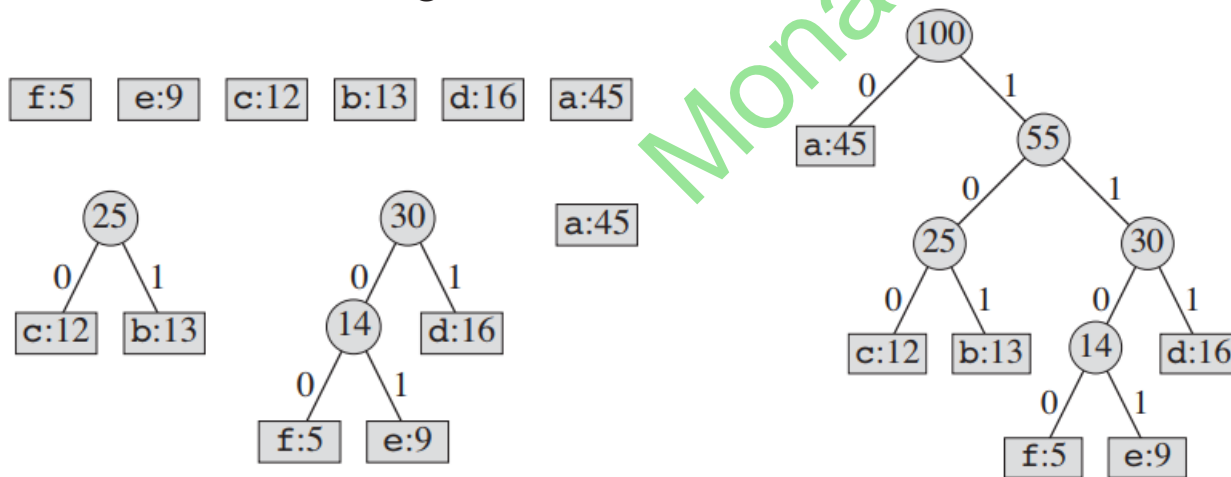 f:5 e:9 c:12 b:13 d:16 a:45
25 30 a:45
0 1 0 1
c:12 b:13 14 d:16
0 1
f:5 e:9
100
0 1
a:45 55
0 1
25 30
0 1 0 1
c:12 b:13 14 d:16
0 1
f:5 e:9
Mona